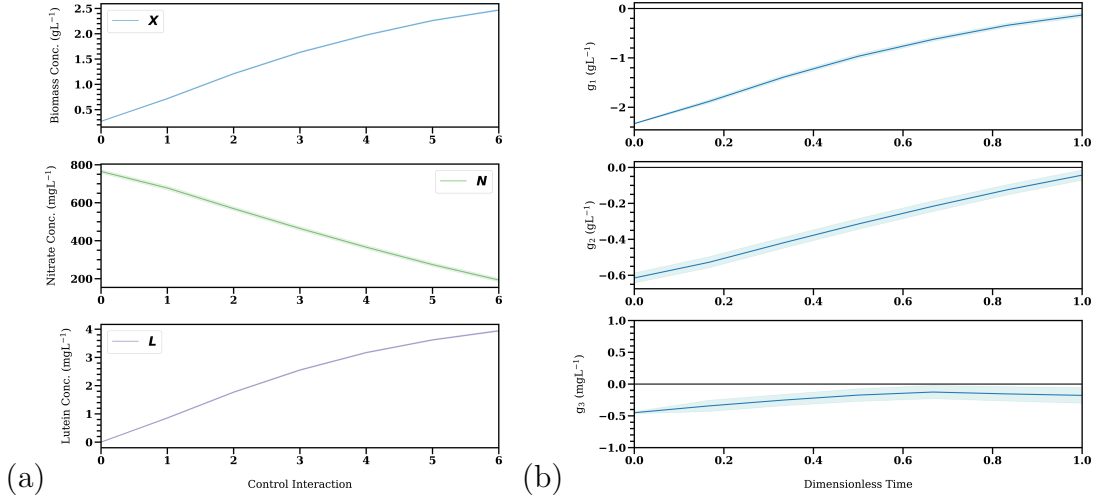 2.5
2.0
1.5
1.0
0.5
Biomass Conc. (gL⁻¹)
X
0 1 2 3 4 5 6
800
600
400
200
Nitrate Conc. (mgL⁻¹)
N
0 1 2 3 4 5 6
4
3
2
1
0
Lutein Conc. (mgL⁻¹)
L
0 1 2 3 4 5 6
Control Interaction
(a)
0
−1
−2
g₁ (gL⁻¹)
0.0 0.2 0.4 0.6 0.8 1.0
0.0
−0.2
−0.4
−0.6
g₂ (gL⁻¹)
0.0 0.2 0.4 0.6 0.8 1.0
1.0
0.5
0.0
−0.5
−1.0
g₃ (mgL⁻¹)
0.0 0.2 0.4 0.6 0.8 1.0
Dimensionless Time
(b)